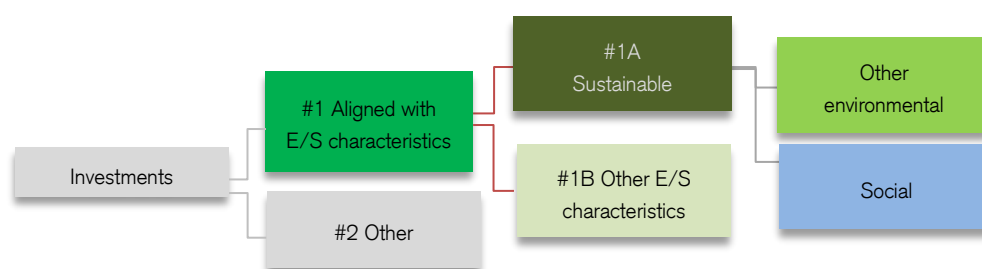 Investments
#1 Aligned with
E/S characteristics
#2 Other
#1A
Sustainable
#1B Other E/S
characteristics
Other
environmental
Social